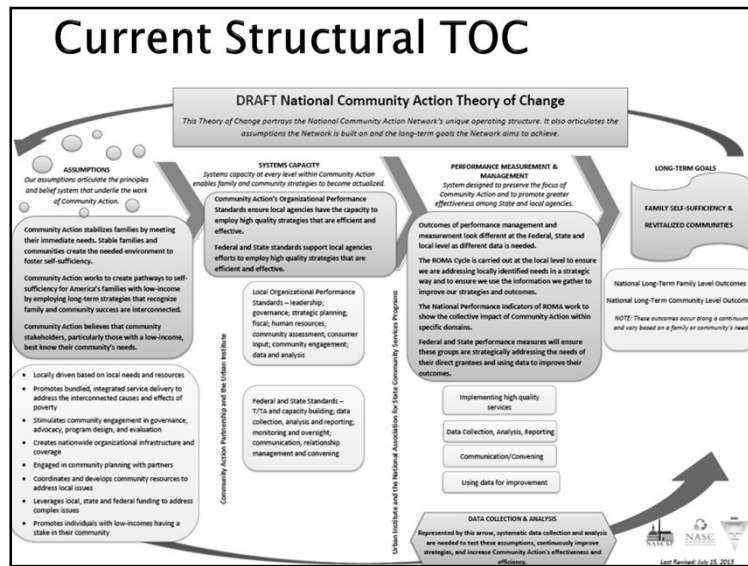 Current Structural TOC
DRAFT National Community Action Theory of Change
This Theory of Change portrays the National Community Action Network's unique operating structure. It also articulates the
assumptions the Network is built on and the long-term goals the Network aims to achieve.
ASSUMPTIONS
Our assumptions articulate the principles
and belief system that underlie the work
of Community Action.
Community Action stabilizes families by meeting
their immediate needs. Stable families and
communities create the needed environment to
foster self-sufficiency.
Community Action works to create pathways to self-
sufficiency for America's families with low-income
by employing long-term strategies that recognize
family and community success are interconnected.
Community Action believes that community
stakeholders, particularly those with a low-income,
best know their community's needs.
• Locally driven based on local needs and resources
• Promotes bundled, integrated service delivery to
address the interconnected causes and effects of
poverty
• Stimulates community engagement in governance,
advocacy, program design, and evaluation
• Creates nationwide organizational infrastructure and
coverage
• Engaged in community planning with partners
• Coordinates and develops community resources to
address local issues
• Leverages local, state and federal funding to address
complex issues
• Promotes individuals with low-incomes having a
stake in their community
SYSTEMS CAPACITY
Systems capacity at every level within Community Action
enables family and community strategies to become actualized.
Community Action's Organizational Performance
Standards ensure local agencies have the capacity to
employ high quality strategies that are efficient and
effective.
Federal and State standards support local agencies
efforts to employ high quality strategies that are
efficient and effective.
Community Action Partnership and the Urban Institute
Local Organizational Performance
Standards – leadership;
governance; strategic planning;
fiscal; human resources;
community assessment; consumer
input; community engagement;
data and analysis
Federal and State Standards –
T/TA and capacity building; data
collection, analysis and reporting;
monitoring and oversight;
communication, relationship
management and convening
PERFORMANCE MEASUREMENT &
MANAGEMENT
System designed to preserve the focus of
Community Action and to promote greater
effectiveness among State and local agencies.
Outcomes of performance management and
measurement look different at the Federal, State and
local level as different data is needed.
The ROMA Cycle is carried out at the local level to ensure
we are addressing locally identified needs in a strategic
way and to ensure we use the information we gather to
improve our strategies and outcomes.
The National Performance Indicators of ROMA work to
show the collective impact of Community Action within
specific domains.
Federal and State performance measures will ensure
these groups are strategically addressing the needs of
their direct grantees and using data to improve their
outcomes.
Urban Institute and the National Association for State Community Services Programs
Implementing high quality
services
Data Collection, Analysis, Reporting
Communication/Convening
Using data for improvement
LONG-TERM GOALS
FAMILY SELF-SUFFICIENCY &
REVITALIZED COMMUNITIES
National Long-Term Family Level Outcomes
National Long-Term Community Level Outcome
NOTE: These outcomes occur along a continuum
and vary based on a family or community's need
DATA COLLECTION & ANALYSIS
Represented by this arrow, systematic data collection and analysis
are needed to test these assumptions, continuously improve
strategies, and increase Community Action's effectiveness and
efficiency.
NASCSP
NASC
Last Revised: July 15, 2013